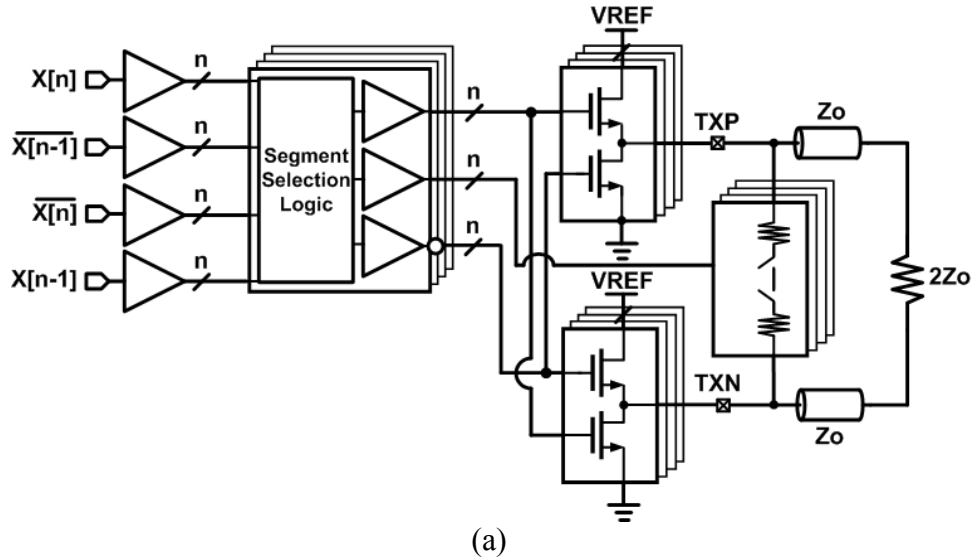 VREF
X[n]
n
n
n
TXP
Zo
X[n-1]
n
Segment
Selection
Logic
n
2Zo
X[n]
n
n
VREF
X[n-1]
n
TXN
Zo
(a)